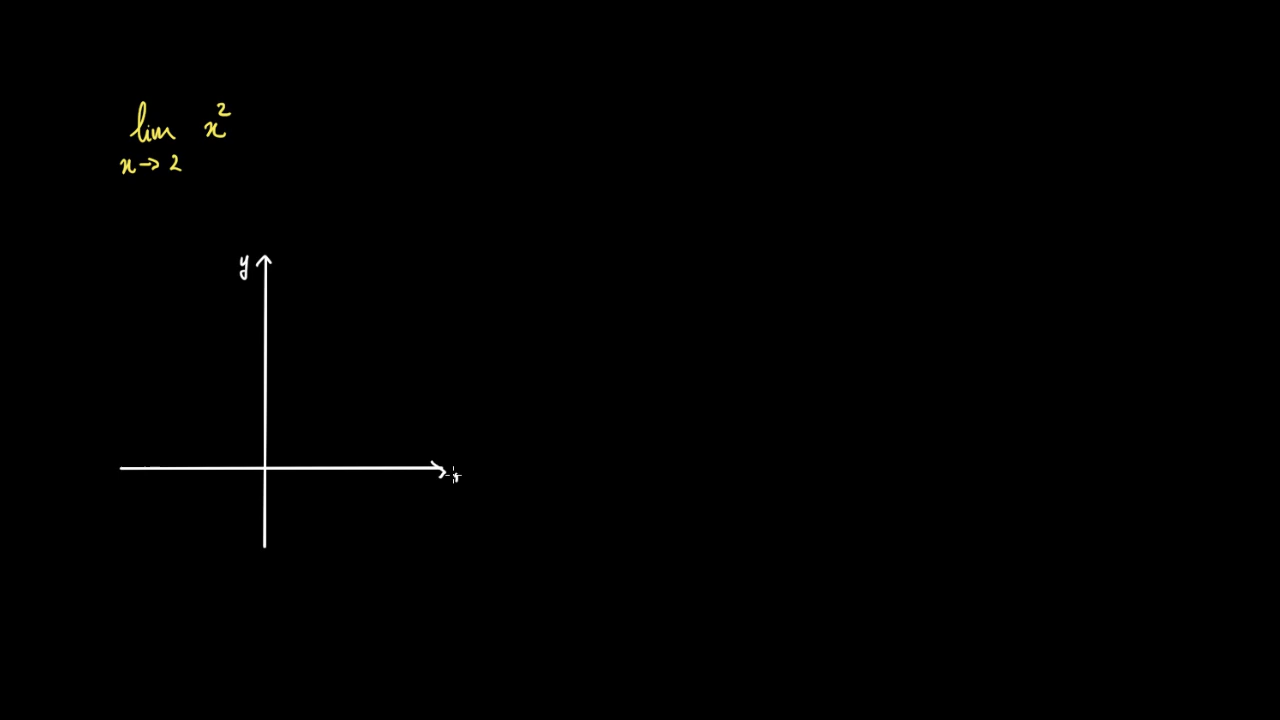 lim x²
x → 2
y